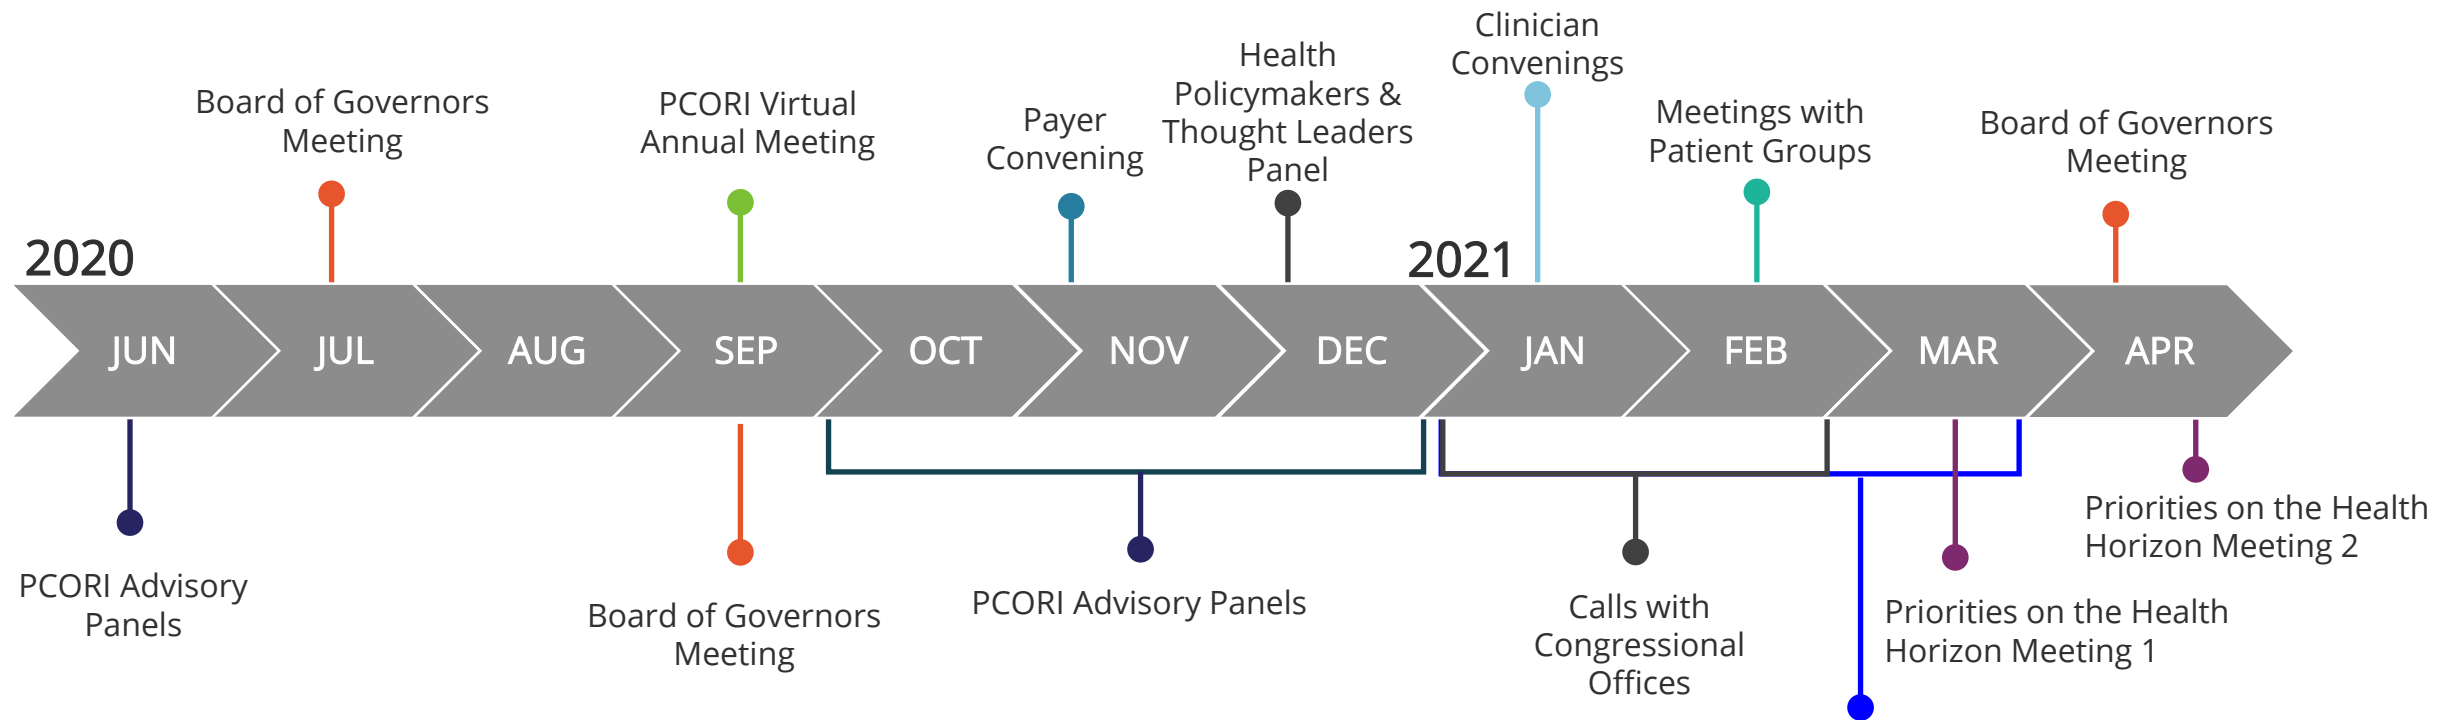 Clinician
Convenings
Health
Policymakers &
Thought Leaders
Panel
Board of Governors
Meeting
PCORI Virtual
Annual Meeting
Payer
Convening
Meetings with
Patient Groups
Board of Governors
Meeting
2020
2021
JUN
JUL
AUG
SEP
OCT
NOV
DEC
JAN
FEB
MAR
APR
PCORI Advisory
Panels
Board of Governors
Meeting
PCORI Advisory Panels
Calls with
Congressional
Offices
Priorities on the Health
Horizon Meeting 1
Priorities on the Health
Horizon Meeting 2